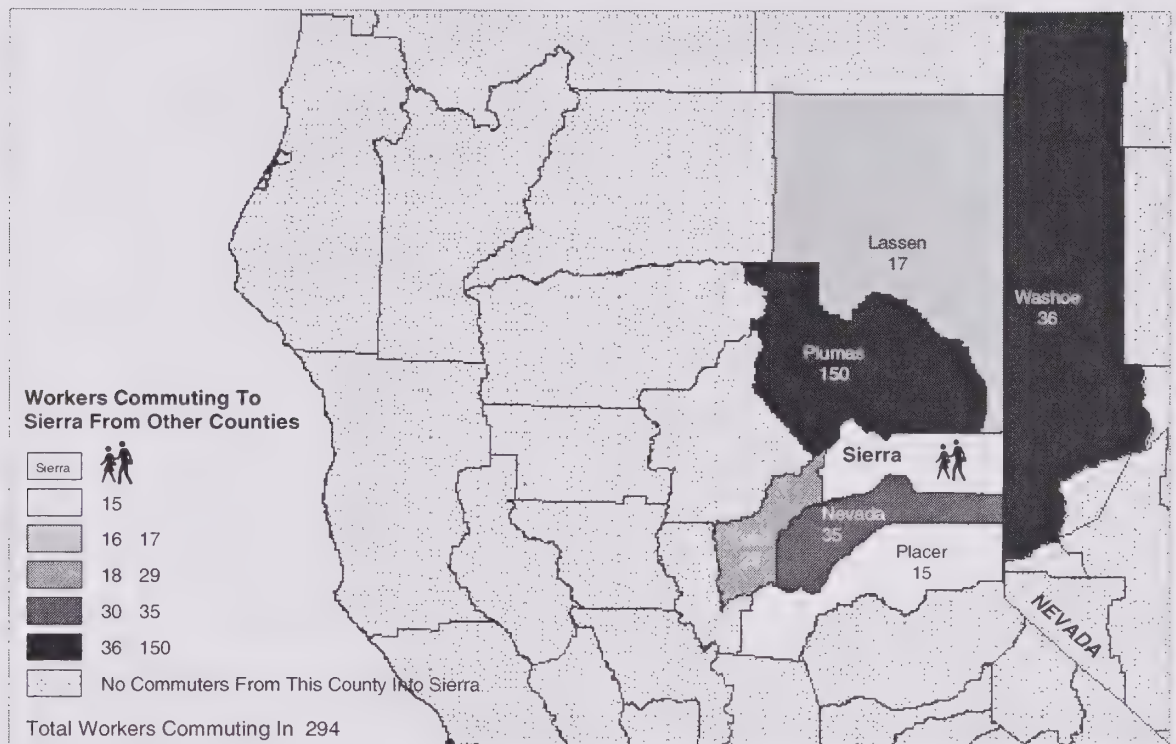 Lassen
17
Washoe
36
Plumas
150
Workers Commuting To
Sierra From Other Counties
Sierra
Sierra
15
Nevada
35
16 17
Placer
15
18 29
30 35
NEVADA
36 150
No Commuters From This County Into Sierra
Total Workers Commuting In 294